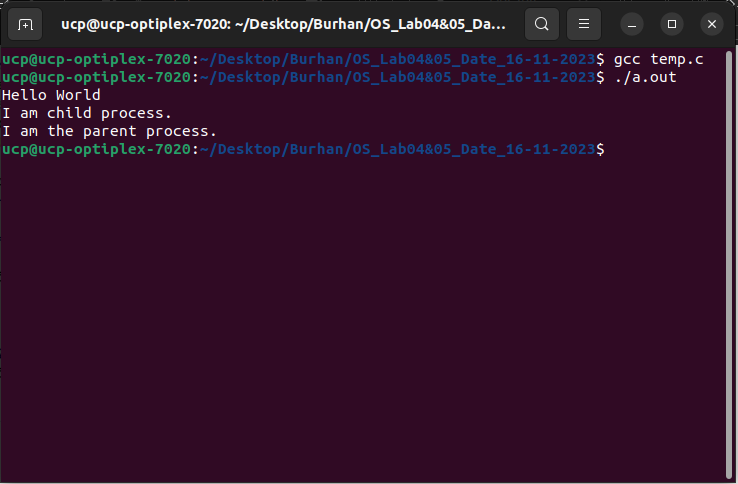 ucp@ucp-optiplex-7020: ~/Desktop/Burhan/OS_Lab04&05_Da...
ucp@ucp-optiplex-7020:~/Desktop/Burhan/OS_Lab04&05_Date_16-11-2023$ gcc temp.c
ucp@ucp-optiplex-7020:~/Desktop/Burhan/OS_Lab04&05_Date_16-11-2023$ ./a.out
Hello World
I am child process.
I am the parent process.
ucp@ucp-optiplex-7020:~/Desktop/Burhan/OS_Lab04&05_Date_16-11-2023$